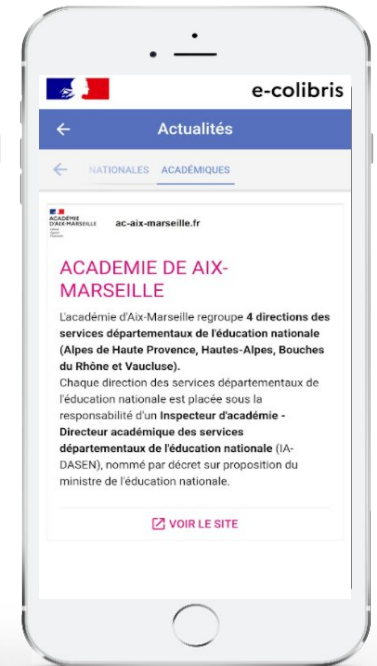 e-colibris
Actualités
NATIONALES ACADÉMIQUES
ACADÉMIE
D'AIX-MARSEILLE
ac-aix-marseille.fr
ACADEMIE DE AIX-
MARSEILLE
L'académie d'Aix-Marseille regroupe 4 directions des
services départementaux de l'éducation nationale
(Alpes de Haute Provence, Hautes-Alpes, Bouches
du Rhône et Vaucluse).
Chaque direction des services départementaux de
l'éducation nationale est placée sous la
responsabilité d'un Inspecteur d'académie -
Directeur académique des services
départementaux de l'éducation nationale (IA-
DASEN), nommé par décret sur proposition du
ministre de l'éducation nationale.
VOIR LE SITE